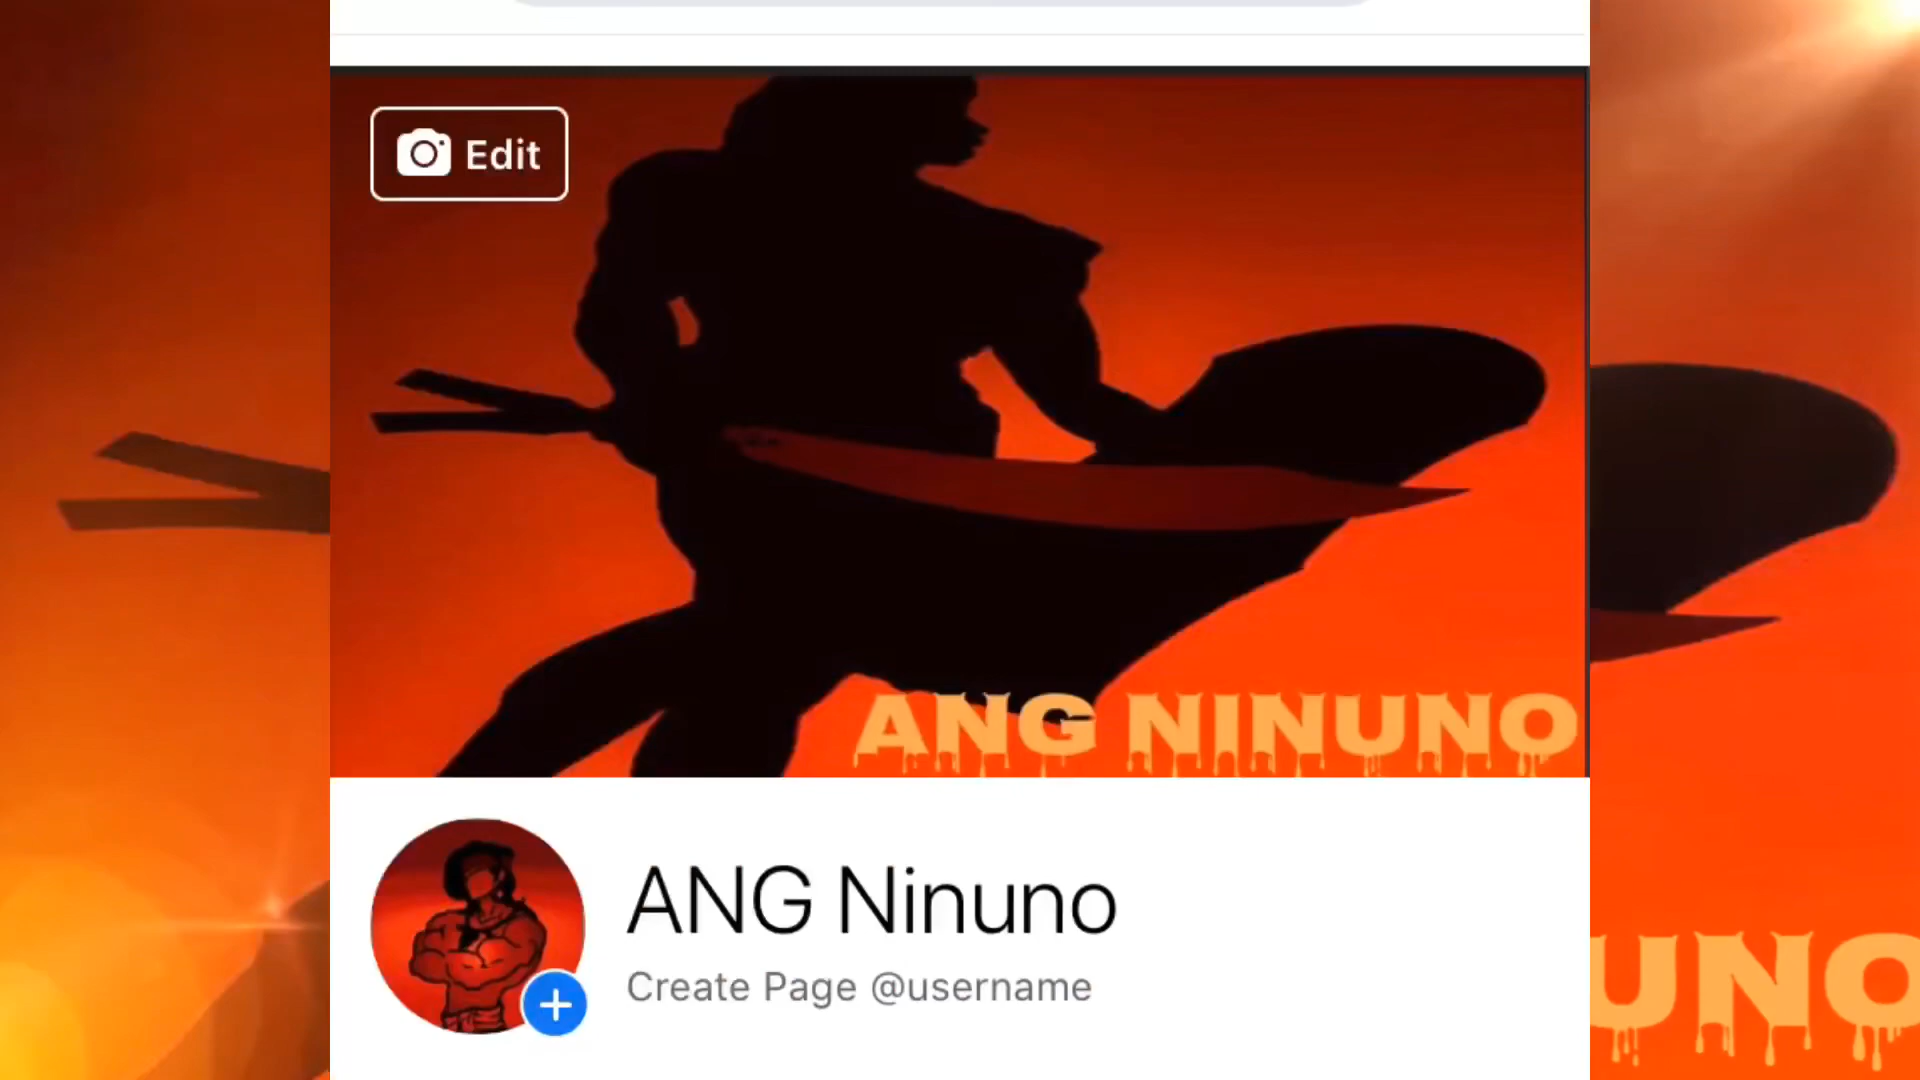 Edit
ANG NINUNO
ANG Ninuno
Create Page @username
UNO